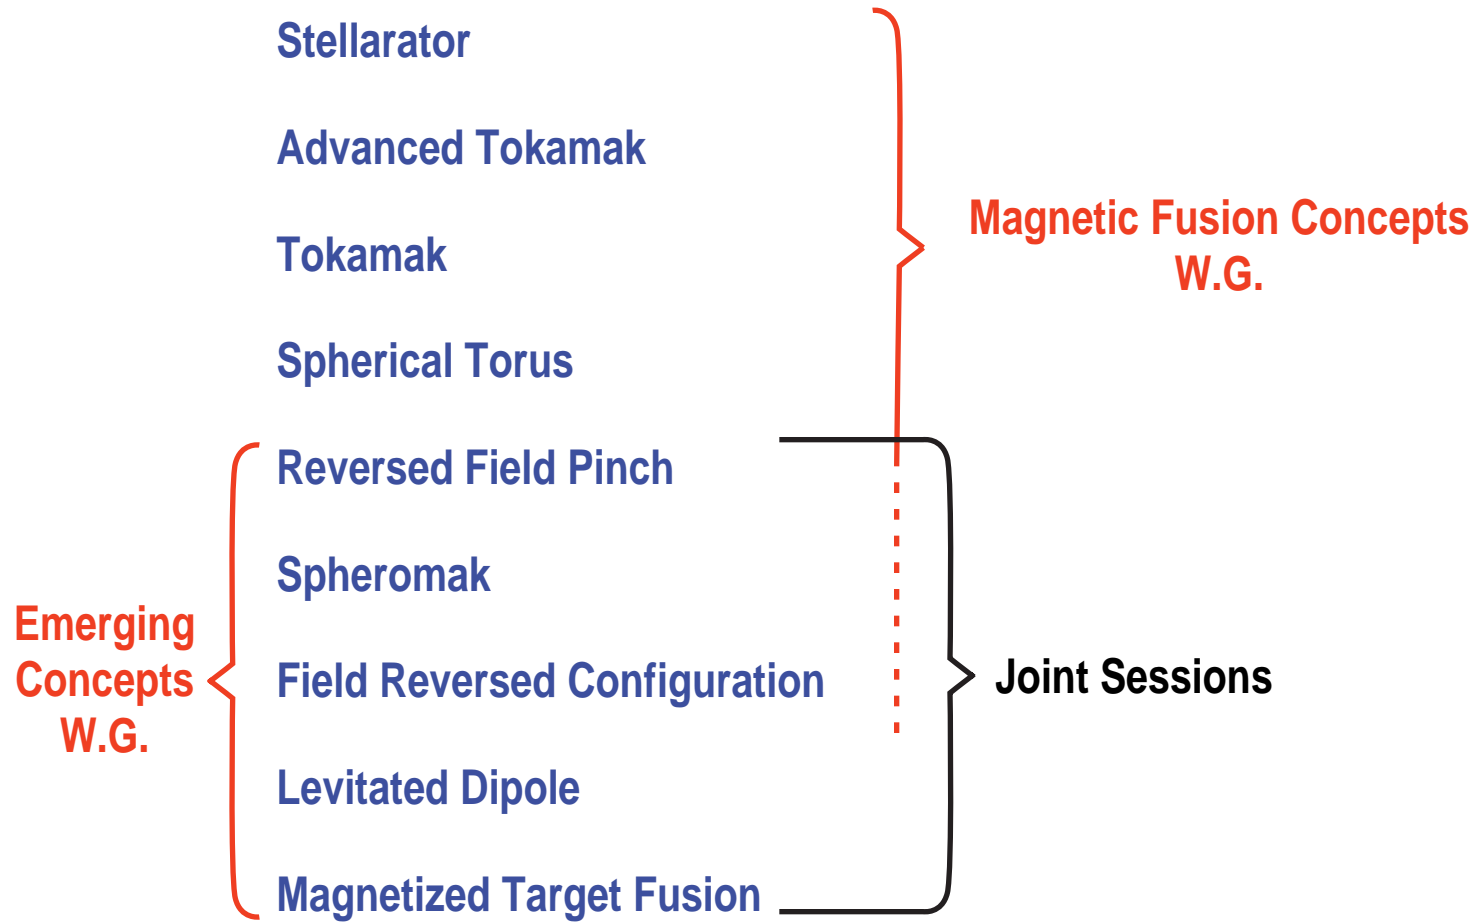 Stellarator
Advanced Tokamak
Tokamak
Spherical Torus
Reversed Field Pinch
Spheromak
Field Reversed Configuration
Levitated Dipole
Magnetized Target Fusion
Magnetic Fusion Concepts
W.G.
Emerging
Concepts
W.G.
Joint Sessions